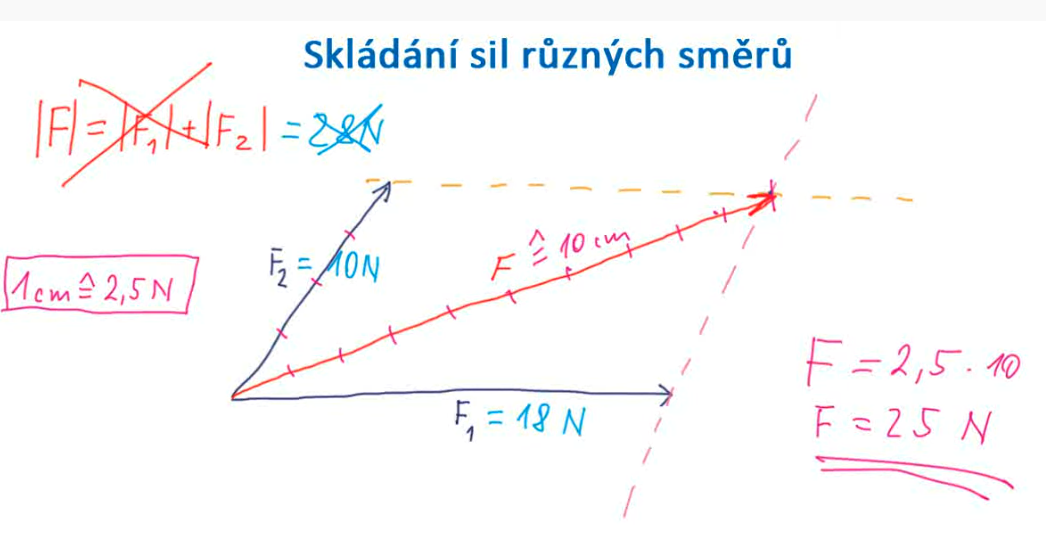 Skládání sil různých směrů
|F| = |F₁| + |F₂| = 28N
F₂ = 10N
F ≙ 10 cm
1cm ≙ 2,5 N
F = 2,5 . 10
F₁ = 18 N
F = 25 N